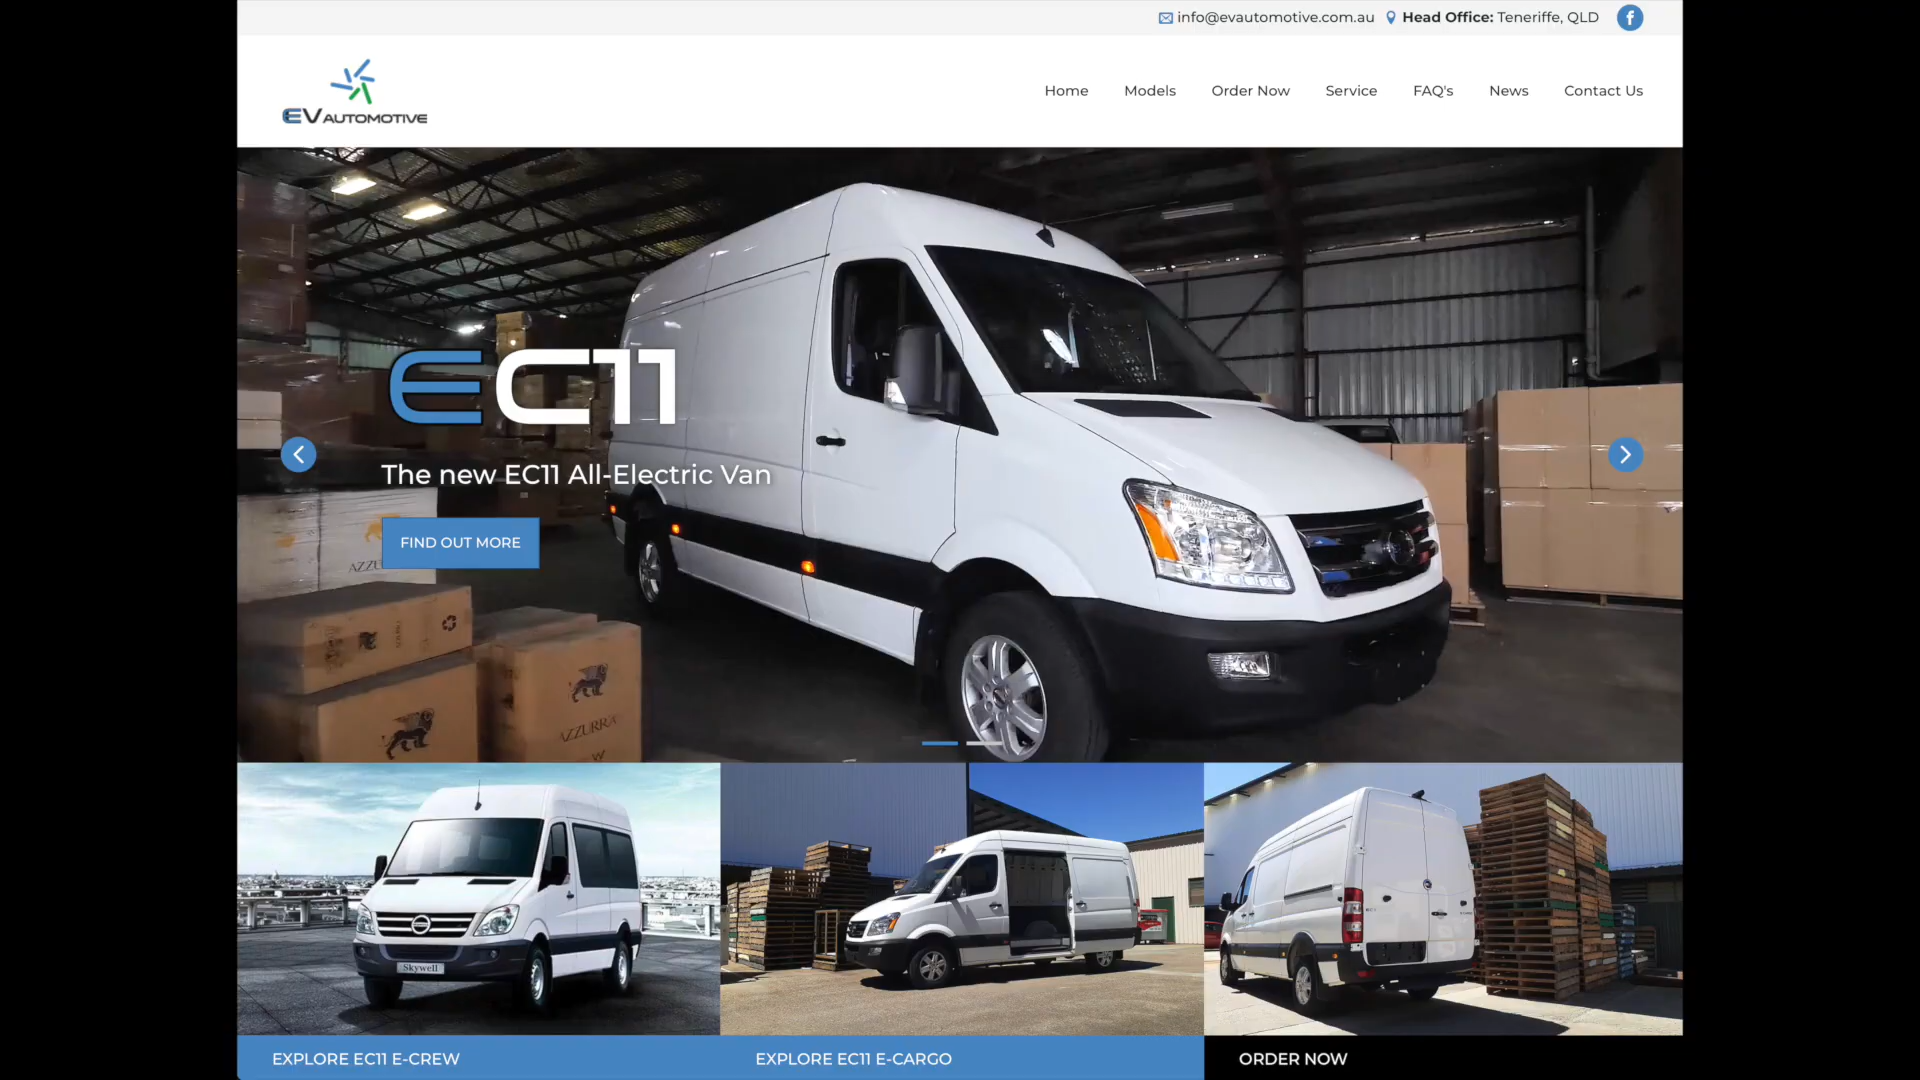 info@evautomotive.com.au Head Office: Teneriffe, QLD
EV AUTOMOTIVE
Home Models Order Now Service FAQ's News Contact Us
EC11
The new EC11 All-Electric Van
FIND OUT MORE
AZZURRA
Skywell
EXPLORE EC11 E-CREW
EXPLORE EC11 E-CARGO
ORDER NOW